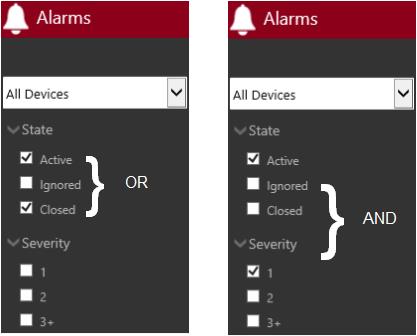 Alarms
All Devices
State
Active
Ignored
Closed
OR
Severity
1
2
3+
Alarms
All Devices
State
Active
Ignored
Closed
AND
Severity
1
2
3+